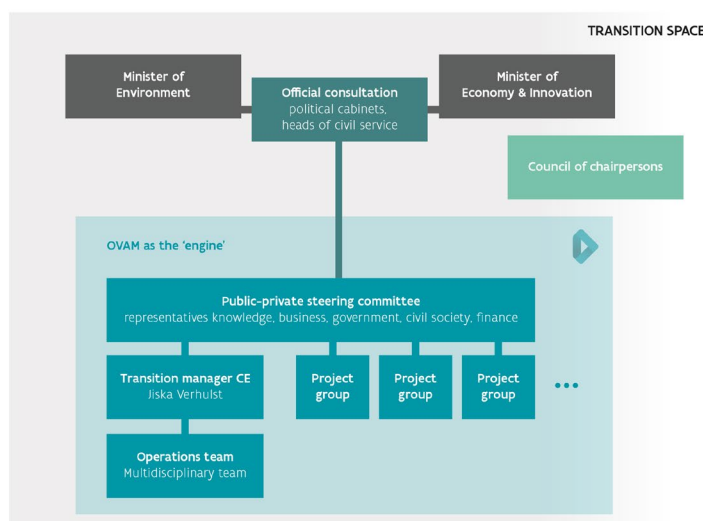 TRANSITION SPACE
Minister of
Environment
Official consultation
political cabinets,
heads of civil service
Minister of
Economy & Innovation
Council of chairpersons
OVAM as the ‘engine’
Public-private steering committee
representatives knowledge, business, government, civil society, finance
Transition manager CE
Jiska Verhulst
Project
group
Project
group
Project
group
...
Operations team
Multidisciplinary team